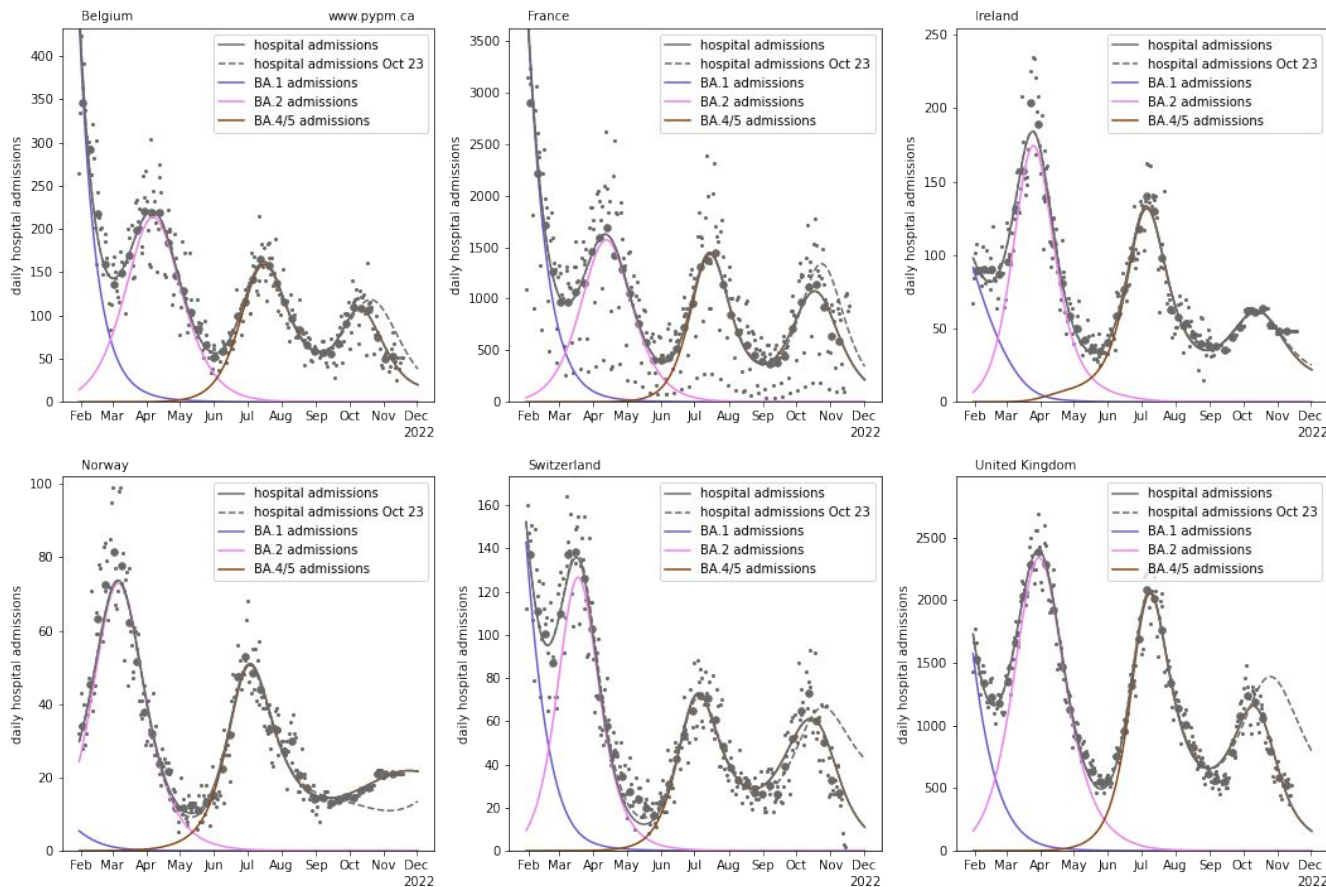 Belgium www.pypm.ca
daily hospital admissions
400
350
300
250
200
150
100
50
0
hospital admissions
hospital admissions Oct 23
BA.1 admissions
BA.2 admissions
BA.4/5 admissions
Feb Mar Apr May Jun Jul Aug Sep Oct Nov Dec
2022
France
daily hospital admissions
3500
3000
2500
2000
1500
1000
500
0
hospital admissions
hospital admissions Oct 23
BA.1 admissions
BA.2 admissions
BA.4/5 admissions
Feb Mar Apr May Jun Jul Aug Sep Oct Nov Dec
2022
Ireland
daily hospital admissions
250
200
150
100
50
0
hospital admissions
hospital admissions Oct 23
BA.1 admissions
BA.2 admissions
BA.4/5 admissions
Feb Mar Apr May Jun Jul Aug Sep Oct Nov Dec
2022
Norway
daily hospital admissions
100
80
60
40
20
0
hospital admissions
hospital admissions Oct 23
BA.1 admissions
BA.2 admissions
BA.4/5 admissions
Feb Mar Apr May Jun Jul Aug Sep Oct Nov Dec
2022
Switzerland
daily hospital admissions
160
140
120
100
80
60
40
20
0
hospital admissions
hospital admissions Oct 23
BA.1 admissions
BA.2 admissions
BA.4/5 admissions
Feb Mar Apr May Jun Jul Aug Sep Oct Nov Dec
2022
United Kingdom
daily hospital admissions
2500
2000
1500
1000
500
0
hospital admissions
hospital admissions Oct 23
BA.1 admissions
BA.2 admissions
BA.4/5 admissions
Feb Mar Apr May Jun Jul Aug Sep Oct Nov Dec
2022